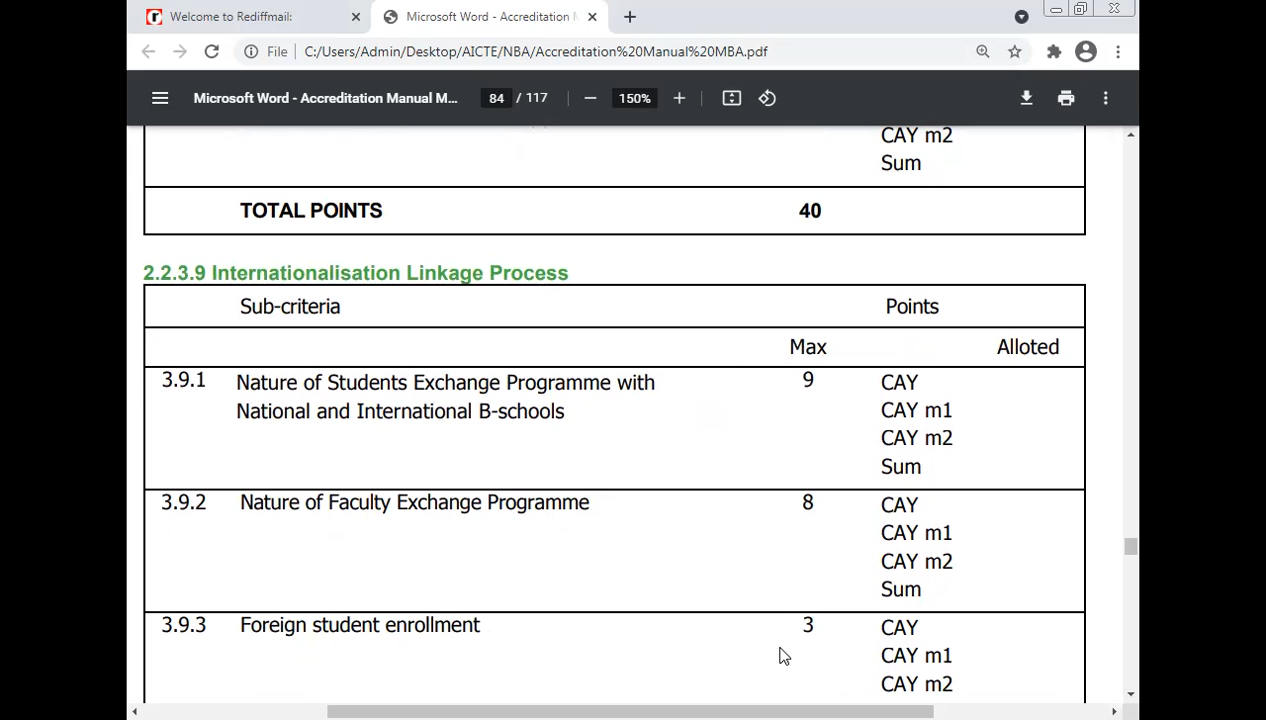 Welcome to Rediffmail:
Microsoft Word - Accreditation M
File C:/Users/Admin/Desktop/AICTE/NBA/Accreditation%20Manual%20MBA.pdf
Microsoft Word - Accreditation Manual M... 84 / 117 150%
CAY m2
Sum
TOTAL POINTS 40
2.2.3.9 Internationalisation Linkage Process
Sub-criteria Points
Max Alloted
3.9.1 Nature of Students Exchange Programme with 9 CAY
National and International B-schools CAY m1
CAY m2
Sum
3.9.2 Nature of Faculty Exchange Programme 8 CAY
CAY m1
CAY m2
Sum
3.9.3 Foreign student enrollment 3 CAY
CAY m1
CAY m2